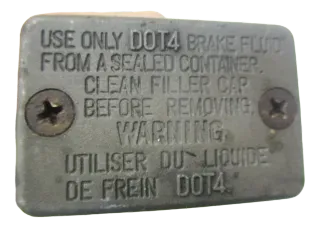 USE ONLY DOT4 BRAKE FLUID
FROM A SEALED CONTAINER.
CLEAN FILLER CAP
BEFORE REMOVING.
WARNING
UTILISER DU LIQUIDE
DE FREIN DOT4.